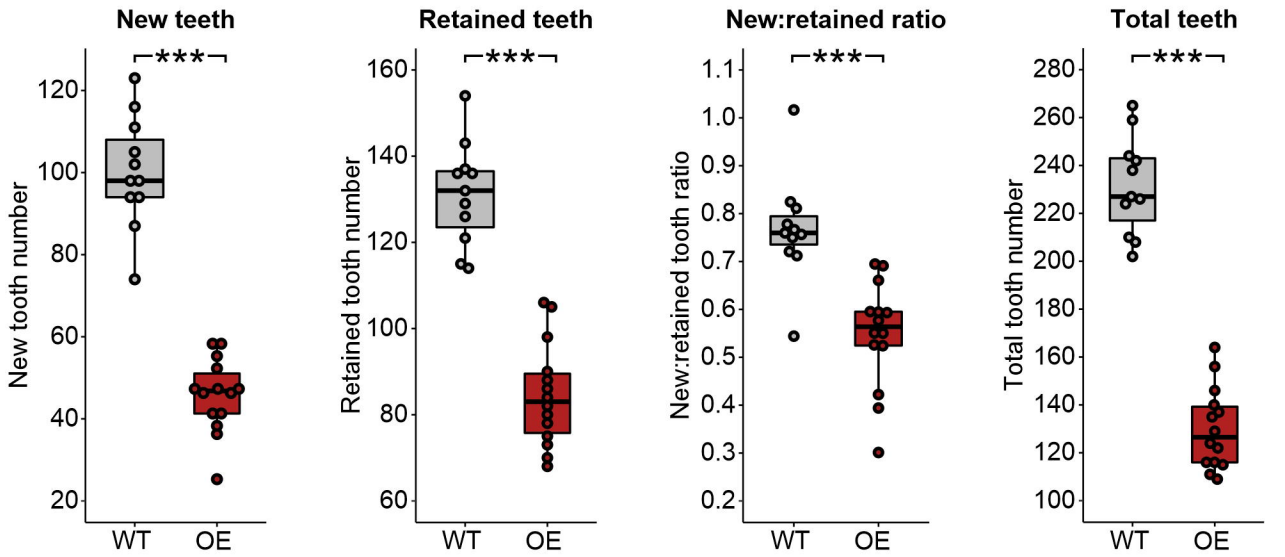 New teeth
Retained teeth
New:retained ratio
Total teeth
***
***
***
***
New tooth number
120
100
80
60
40
20
WT
OE
Retained tooth number
160
140
120
100
80
60
WT
OE
New:retained tooth ratio
1.1
1.0
0.9
0.8
0.7
0.6
0.5
0.4
0.3
0.2
WT
OE
Total tooth number
280
260
240
220
200
180
160
140
120
100
WT
OE